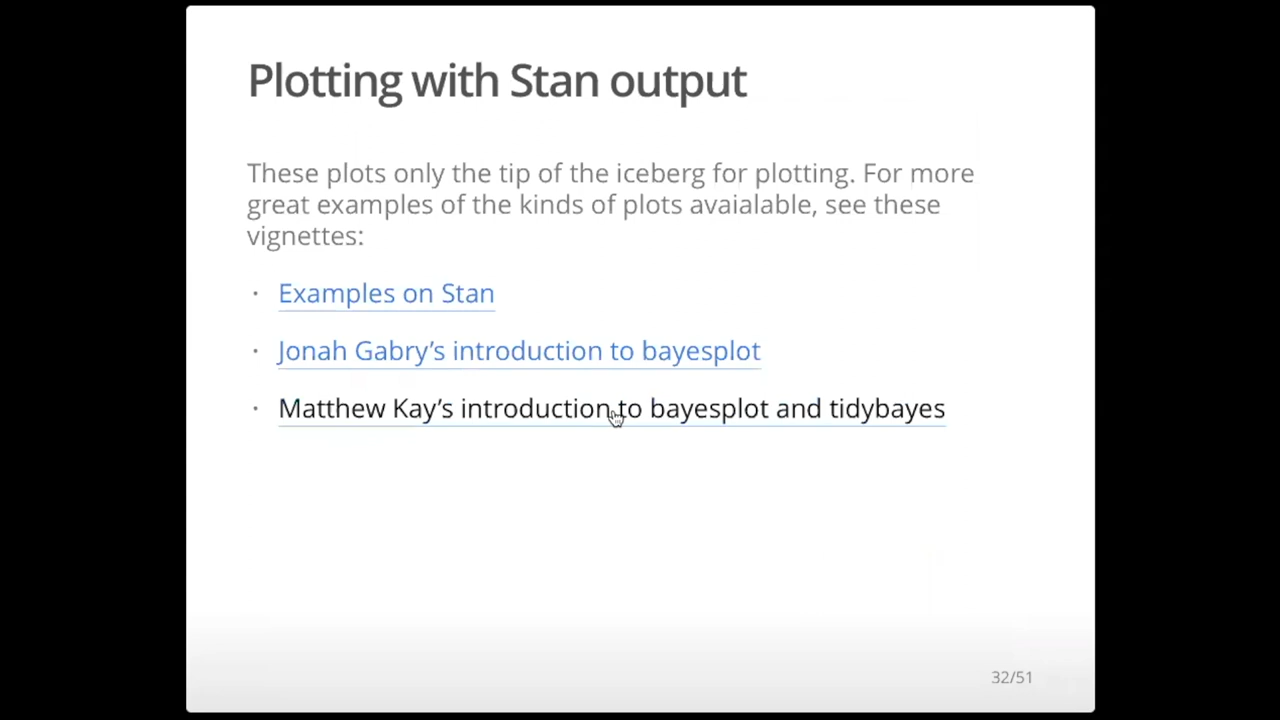 Plotting with Stan output
These plots only the tip of the iceberg for plotting. For more
great examples of the kinds of plots avaialable, see these
vignettes:
· Examples on Stan
· Jonah Gabry’s introduction to bayesplot
· Matthew Kay’s introduction to bayesplot and tidybayes
32/51